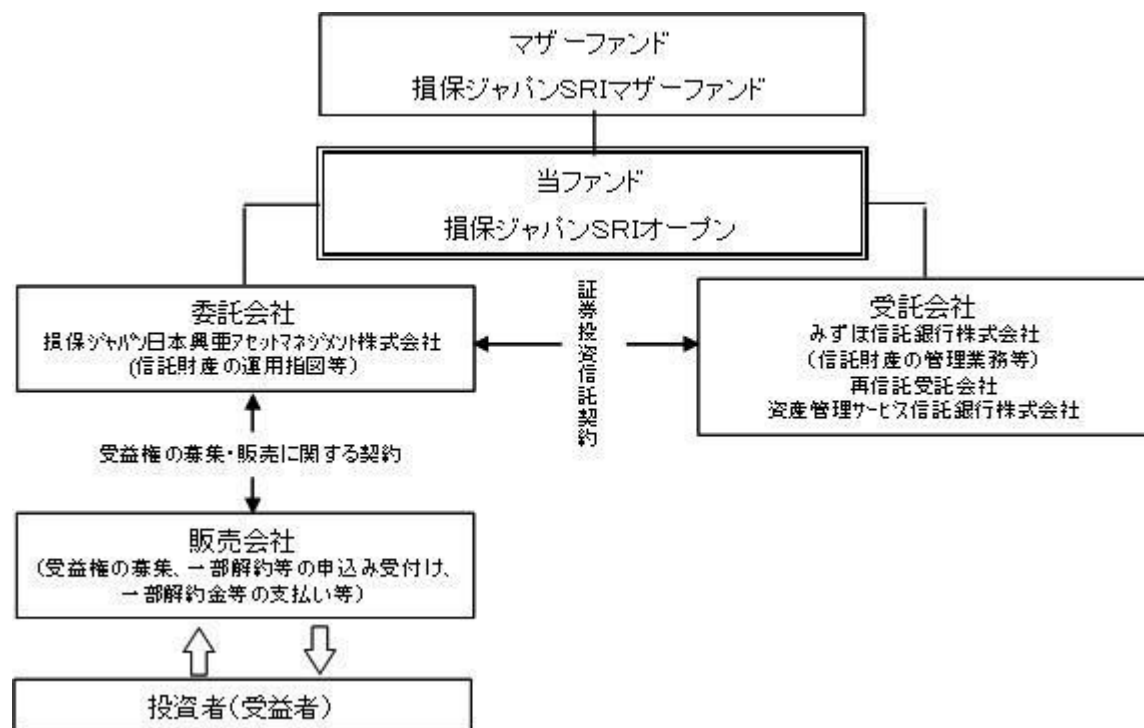 マザーファンド
損保ジャパンSRIマザーファンド
当ファンド
損保ジャパンSRIオープン
委託会社
損保ｼﾞｬﾊﾟﾝ日本興亜ｱｾｯﾄﾏﾈｼﾞﾒﾝﾄ株式会社
(信託財産の運用指図等)
証券投資信託契約
受託会社
みずほ信託銀行株式会社
(信託財産の管理業務等)
再信託受託会社
資産管理サービス信託銀行株式会社
受益権の募集・販売に関する契約
販売会社
(受益権の募集、一部解約等の申込み受付け、
一部解約金等の支払い等)
投資者(受益者)